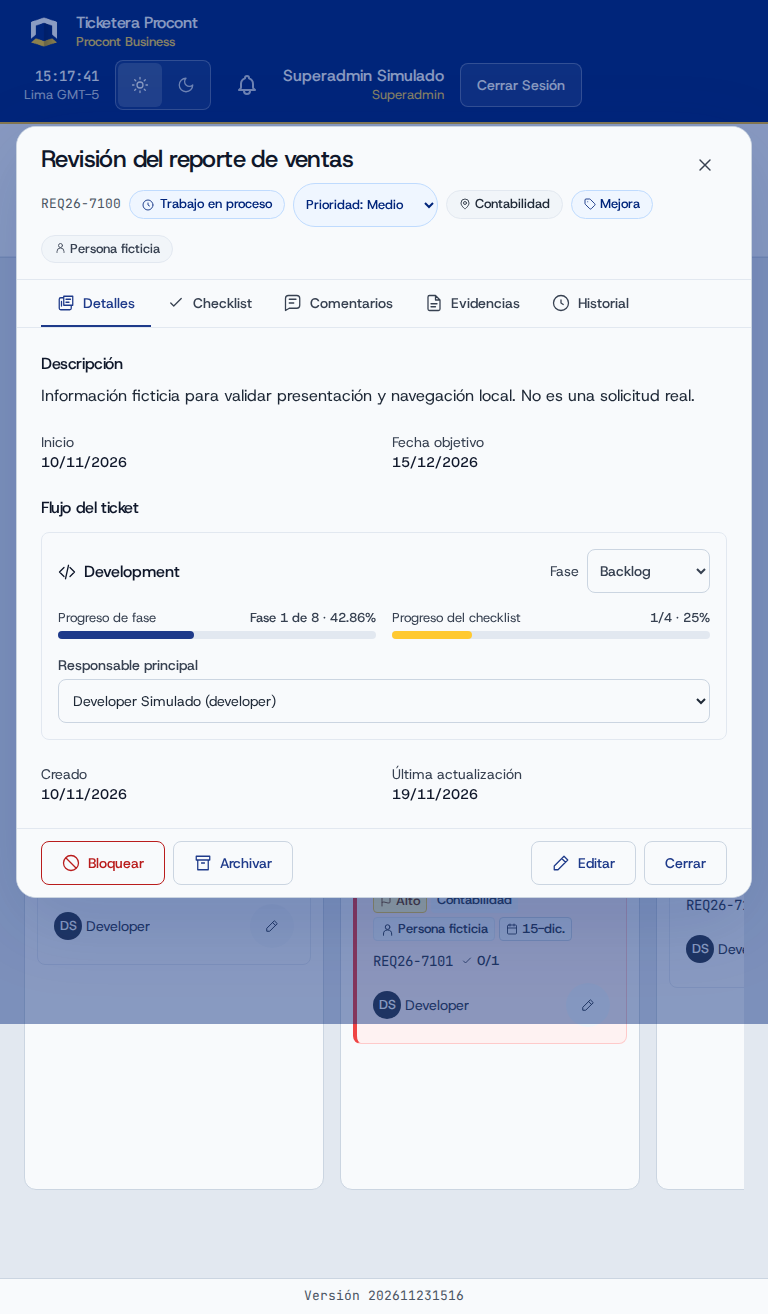 Ticketera Procont
Procont Business
15:17:41
Lima GMT-5
Superadmin Simulado
Superadmin
Cerrar Sesión
Revisión del reporte de ventas
REQ26-7100 Trabajo en proceso Prioridad: Medio Contabilidad Mejora
Persona ficticia
Detalles Checklist Comentarios Evidencias Historial
Descripción
Información ficticia para validar presentación y navegación local. No es una solicitud real.
Inicio Fecha objetivo
10/11/2026 15/12/2026
Flujo del ticket
Development Fase Backlog
Progreso de fase Fase 1 de 8 · 42.86% Progreso del checklist 1/4 · 25%
Responsable principal
Developer Simulado (developer)
Creado Última actualización
10/11/2026 19/11/2026
Bloquear Archivar Editar Cerrar
Alto Contabilidad
Persona ficticia 15-dic.
REQ26-7101 0/1
DS Developer
DS Developer
REQ26-7
DS Deve
Versión 202611231516